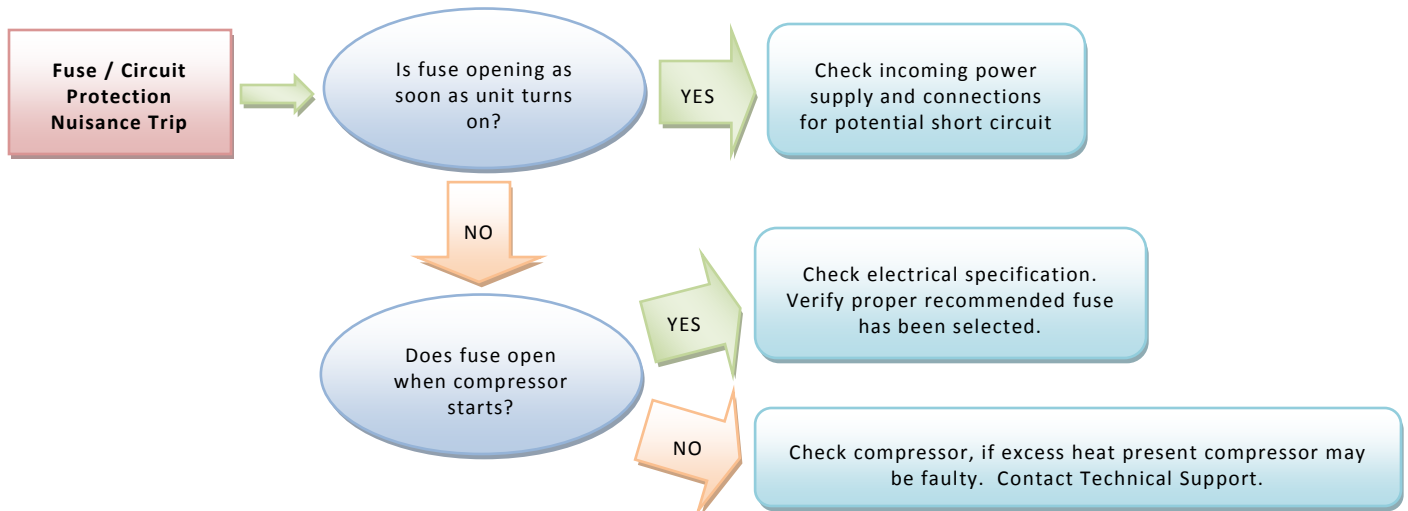 Fuse / Circuit
Protection
Nuisance Trip
Is fuse opening as
soon as unit turns
on?
YES
Check incoming power
supply and connections
for potential short circuit
NO
Does fuse open
when compressor
starts?
YES
Check electrical specification.
Verify proper recommended fuse
has been selected.
NO
Check compressor, if excess heat present compressor may
be faulty.  Contact Technical Support.